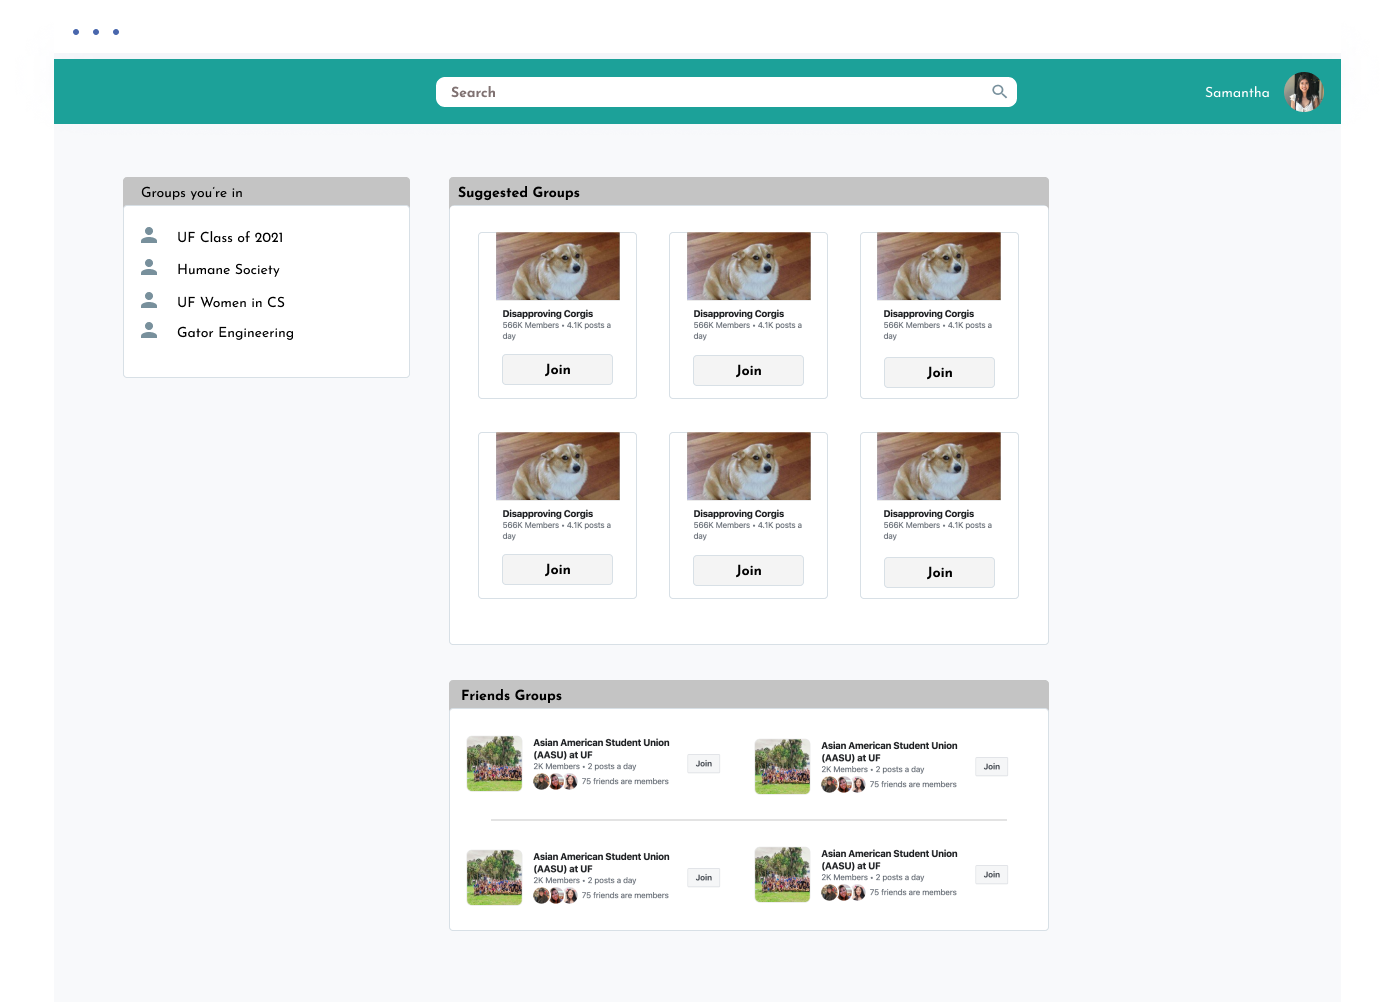 Search
Samantha
Groups you're in
UF Class of 2021
Humane Society
UF Women in CS
Gator Engineering
Suggested Groups
Disapproving Corgis
566K Members • 4.1K posts a
day
Join
Disapproving Corgis
566K Members • 4.1K posts a
day
Join
Disapproving Corgis
566K Members • 4.1K posts a
day
Join
Disapproving Corgis
566K Members • 4.1K posts a
day
Join
Disapproving Corgis
566K Members • 4.1K posts a
day
Join
Disapproving Corgis
566K Members • 4.1K posts a
day
Join
Friends Groups
Asian American Student Union
(AASU) at UF
2K Members • 2 posts a day
75 friends are members
Join
Asian American Student Union
(AASU) at UF
2K Members • 2 posts a day
75 friends are members
Join
Asian American Student Union
(AASU) at UF
2K Members • 2 posts a day
75 friends are members
Join
Asian American Student Union
(AASU) at UF
2K Members • 2 posts a day
75 friends are members
Join